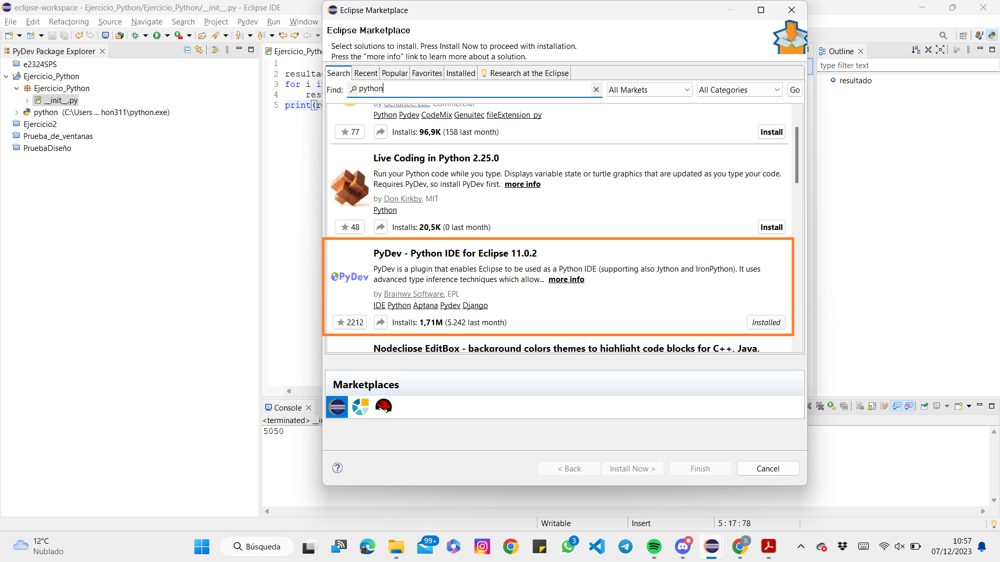 eclipse-workspace - Ejercicio_Python/Ejercicio_Python/__init__.py - Eclipse IDE
File Edit Refactoring Source Navigate Search Project Pydev Run Window
PyDev Package Explorer
e2324SPS
Ejercicio_Python
Ejercicio_Python
__init__.py
python (C:\Users ... hon311\python.exe)
Ejercicio2
Prueba_de_ventanas
PruebaDiseño
Ejercicio_Pytho
1
2 resulta
3 for i i
4 res
5 print(r
Console
<terminated> __i
5050
Eclipse Marketplace
Eclipse Marketplace
Select solutions to install. Press Install Now to proceed with installation.
Press the "more info" link to learn more about a solution.
Search Recent Popular Favorites Installed Research at the Eclipse
Find: python All Markets All Categories Go
by Genuitec, LLC, Commercial
Python Pydev CodeMix Genuitec fileExtension_py
77 Installs: 96,9K (158 last month) Install
Live Coding in Python 2.25.0
Run your Python code while you type. Displays variable state or turtle graphics that are updated as you type your code.
Requires PyDev, so install PyDev first. more info
by Don Kirkby, MIT
Python
48 Installs: 20,5K (0 last month) Install
PyDev - Python IDE for Eclipse 11.0.2
PyDev
PyDev is a plugin that enables Eclipse to be used as a Python IDE (supporting also Jython and IronPython). It uses
advanced type inference techniques which allow... more info
by Brainwy Software, EPL
IDE Python Aptana Pydev Django
2212 Installs: 1,71M (5.242 last month) Installed
Nodeclipse EditBox - background colors themes to highlight code blocks for C++, Java,
Marketplaces
< Back Install Now > Finish Cancel
Outline
type filter text
resultado
Writable Insert 5 : 17 : 78
12°C
Nublado
Búsqueda
99+
3
S
10:57
07/12/2023